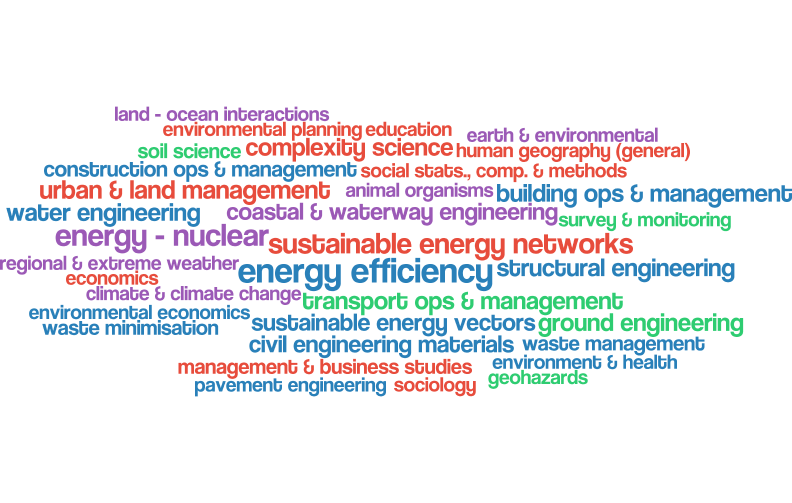 land - ocean interactions
environmental planning education
earth & environmental
soil science complexity science human geography (general)
construction ops & management social stats., comp. & methods
urban & land management animal organisms building ops & management
water engineering coastal & waterway engineering survey & monitoring
energy - nuclear sustainable energy networks
regional & extreme weather energy efficiency structural engineering
economics
climate & climate change transport ops & management
environmental economics sustainable energy vectors ground engineering
waste minimisation
civil engineering materials waste management
management & business studies environment & health
pavement engineering sociology geohazards